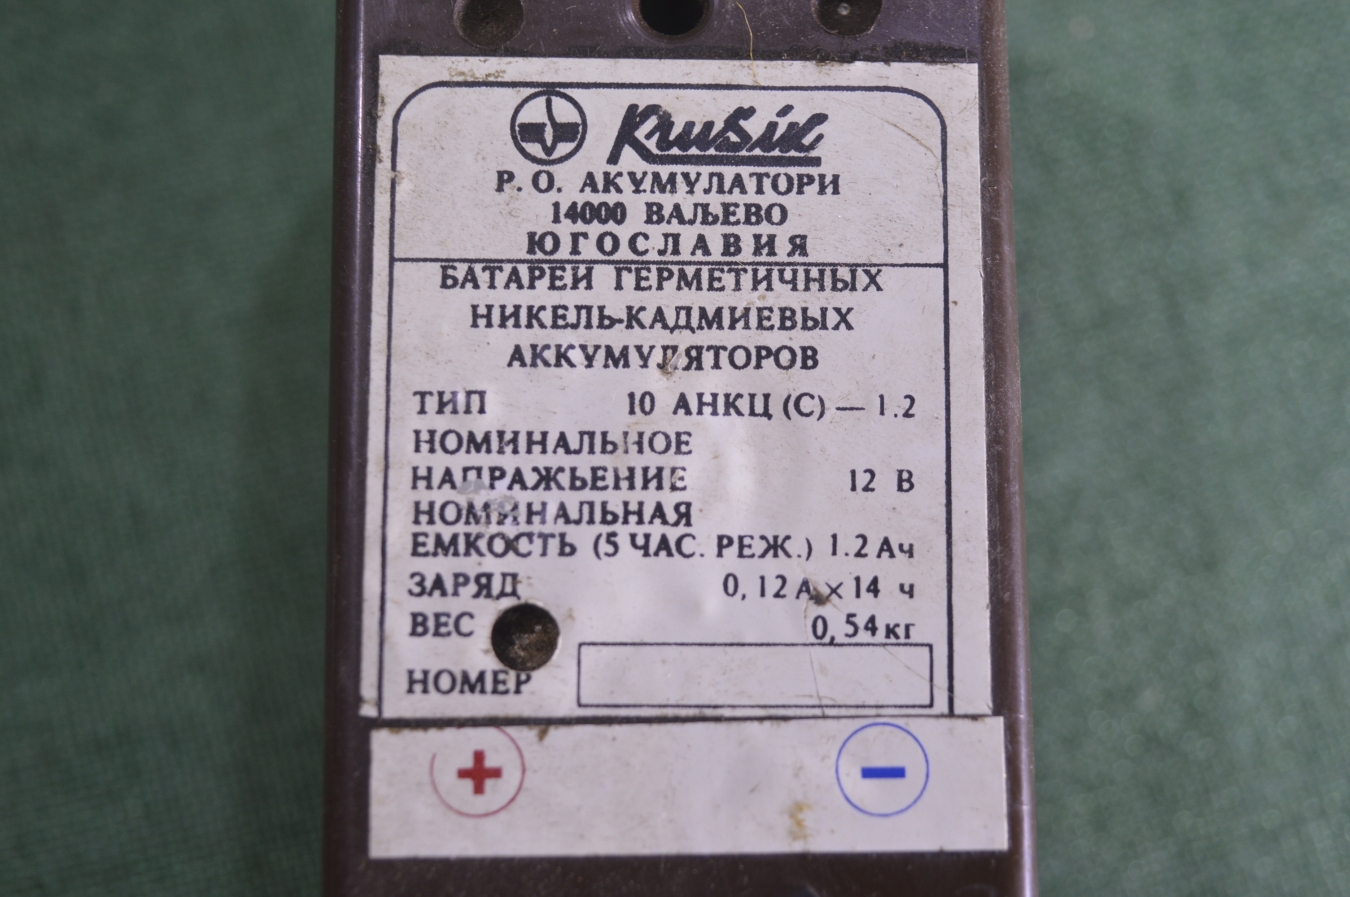 Krušik
Р. О. АКУМУЛАТОРИ
14000 ВАЉЕВО
ЮГОСЛАВИЯ
БАТАРЕИ ГЕРМЕТИЧНЫХ
НИКЕЛЬ-КАДМИЕВЫХ
АККУМУЛЯТОРОВ
ТИП 10 АНКЦ (С) — 1.2
НОМИНАЛЬНОЕ
НАПРАЖЬЕНИЕ 12 В
НОМИНАЛЬНАЯ
ЕМКОСТЬ (5 ЧАС. РЕЖ.) 1.2 Ач
ЗАРЯД 0,12 А × 14 ч
ВЕС 0,54 кг
НОМЕР
+ −